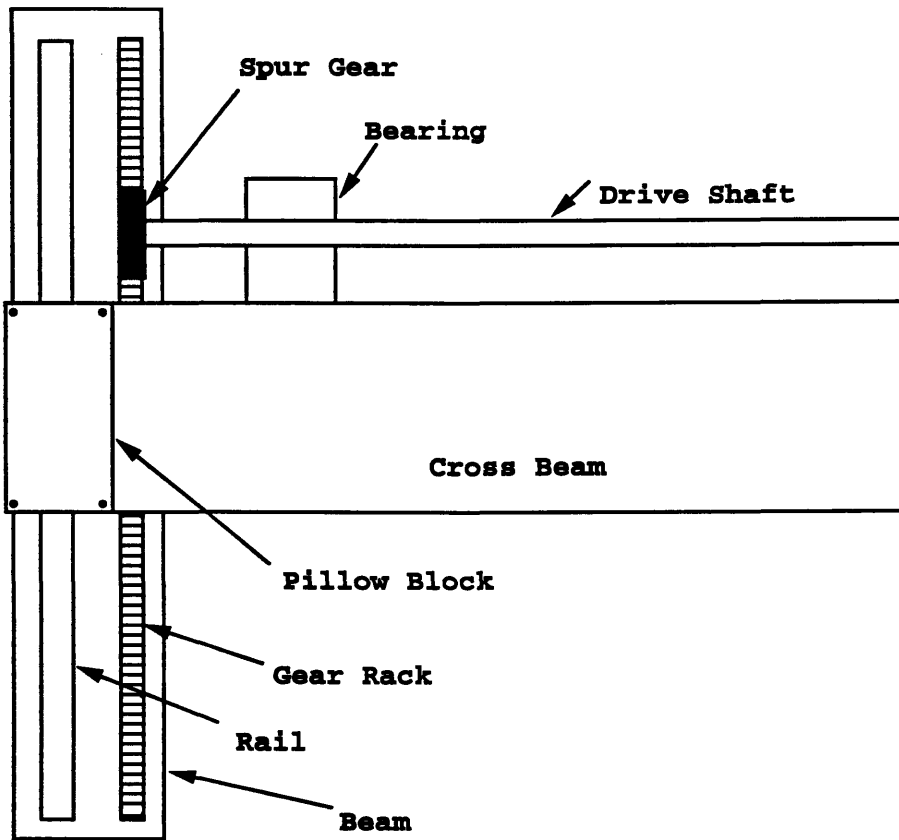 Spur Gear
Bearing
Drive Shaft
Cross Beam
Pillow Block
Gear Rack
Rail
Beam